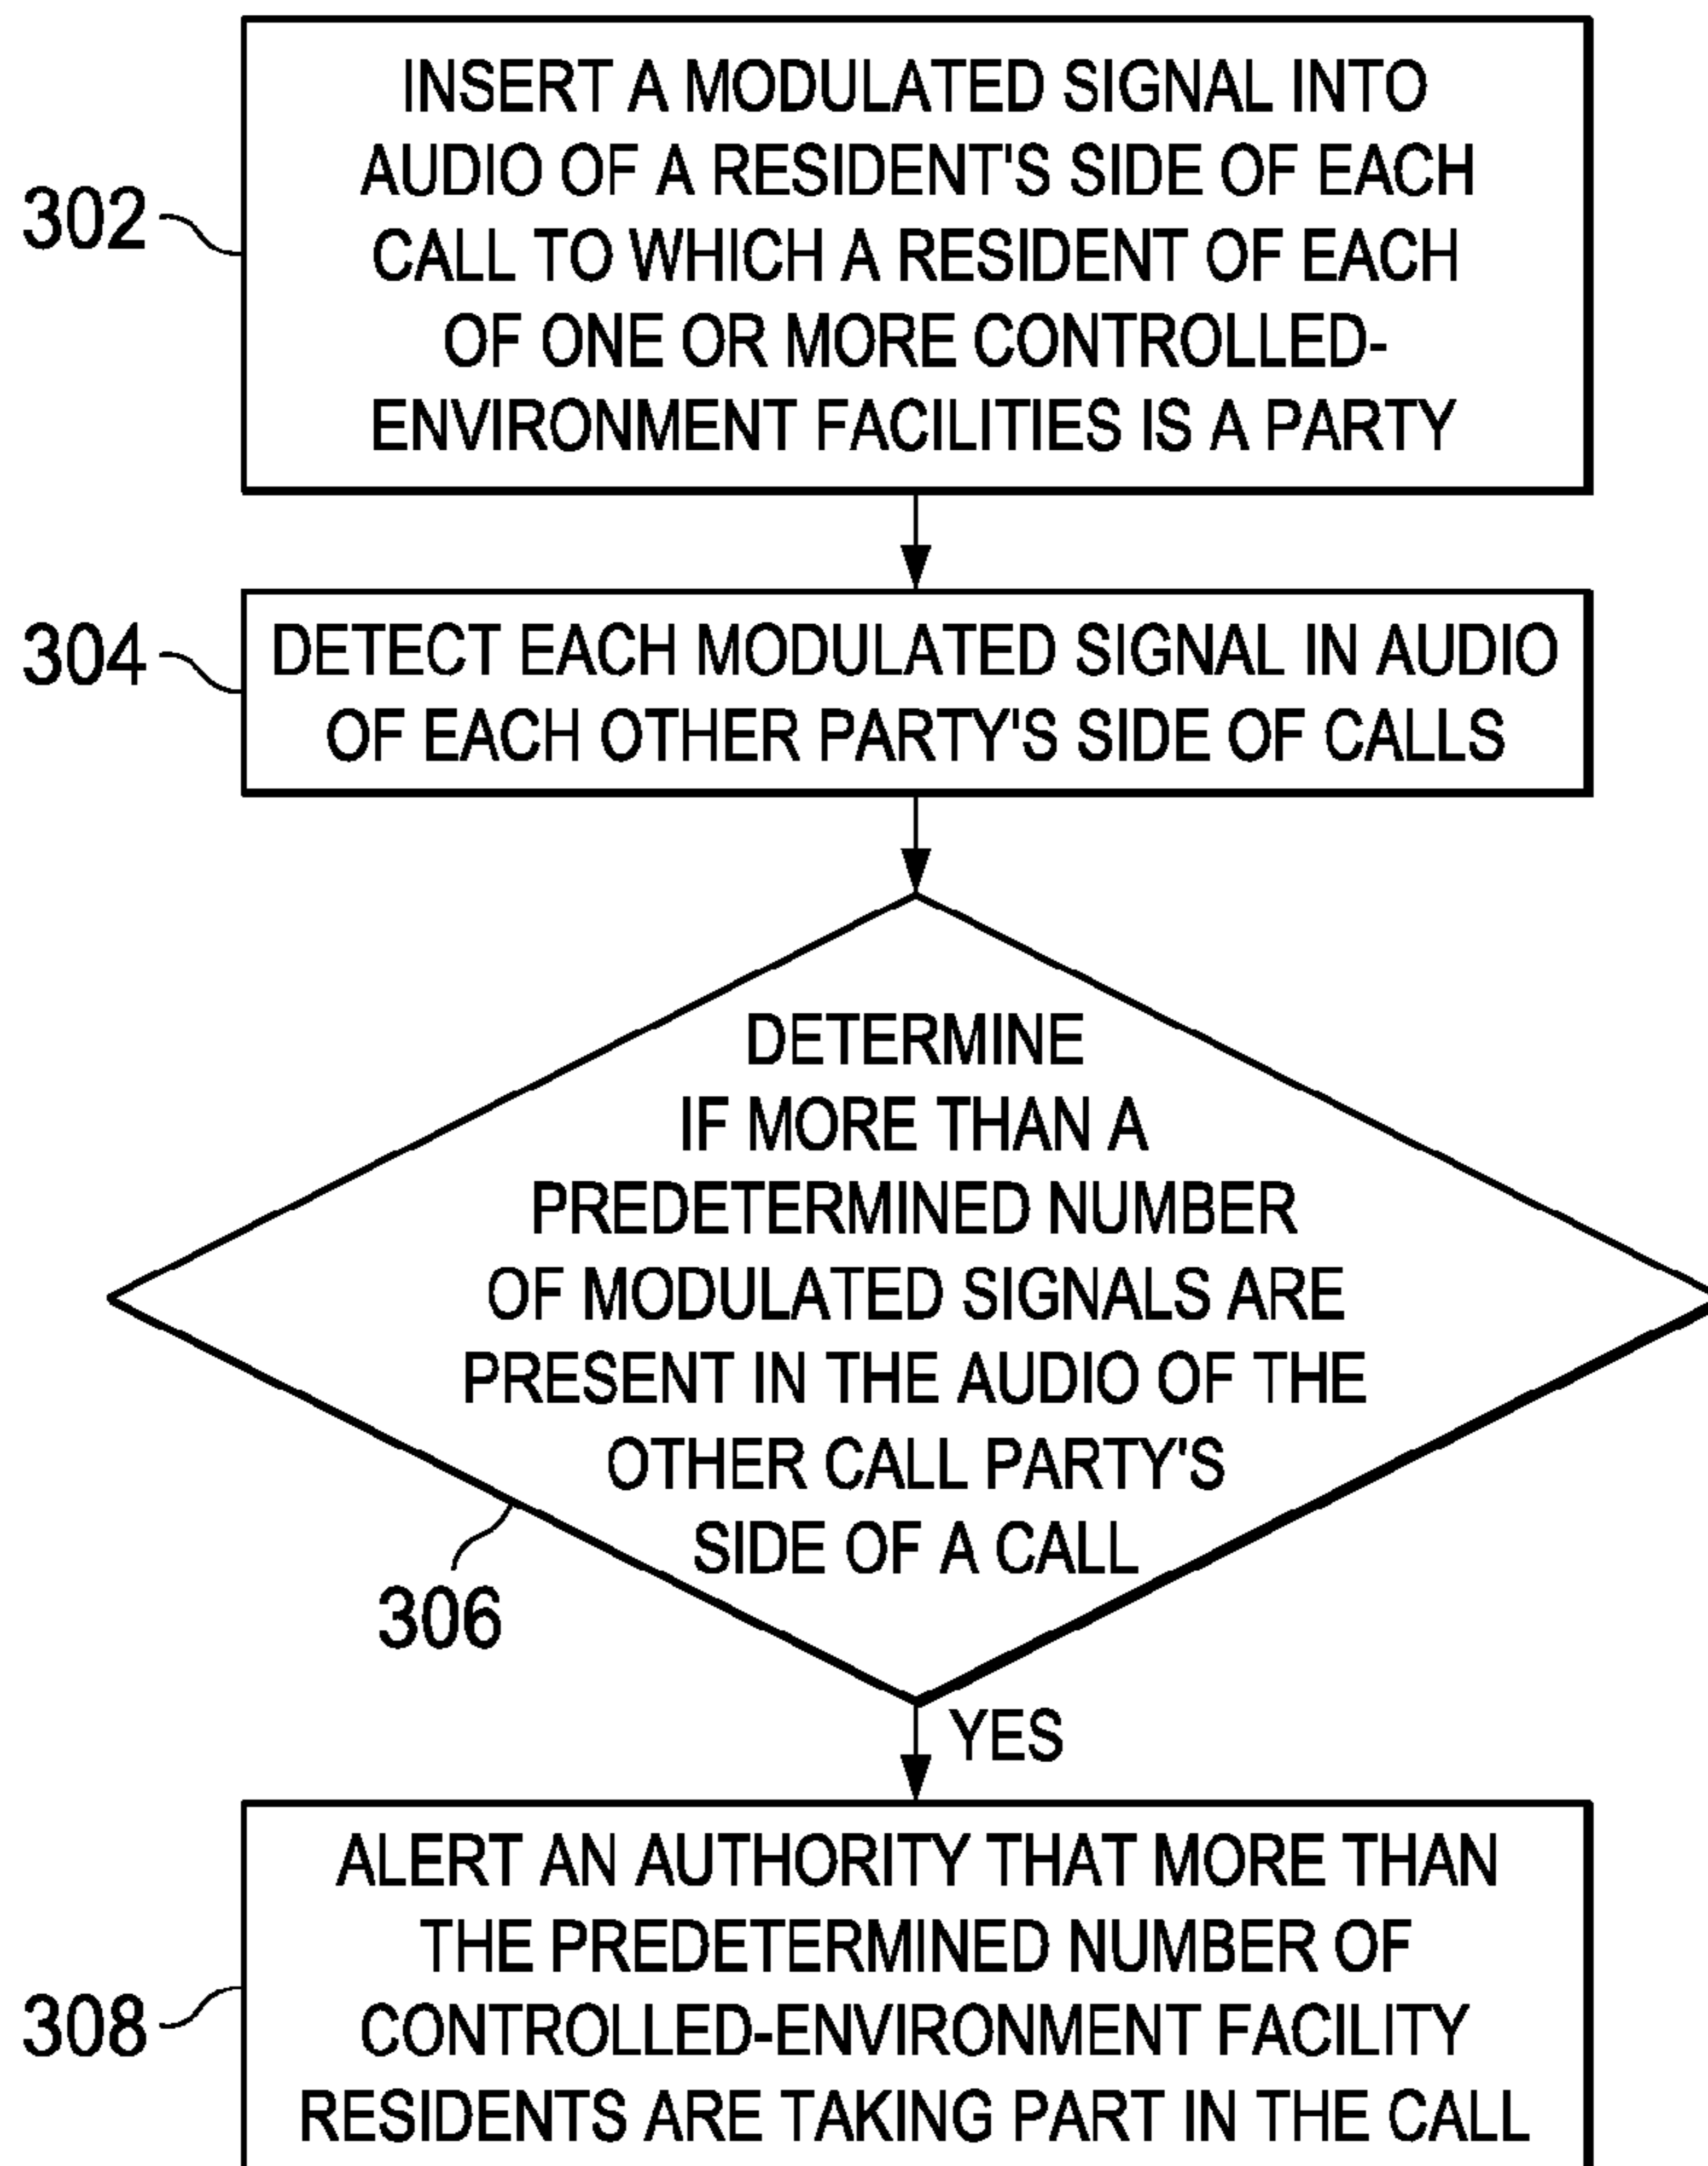 INSERT A MODULATED SIGNAL INTO
AUDIO OF A RESIDENT'S SIDE OF EACH
CALL TO WHICH A RESIDENT OF EACH
OF ONE OR MORE CONTROLLED-
ENVIRONMENT FACILITIES IS A PARTY
302
DETECT EACH MODULATED SIGNAL IN AUDIO
OF EACH OTHER PARTY'S SIDE OF CALLS
304
DETERMINE
IF MORE THAN A
PREDETERMINED NUMBER
OF MODULATED SIGNALS ARE
PRESENT IN THE AUDIO OF THE
OTHER CALL PARTY'S
SIDE OF A CALL
306
YES
ALERT AN AUTHORITY THAT MORE THAN
THE PREDETERMINED NUMBER OF
CONTROLLED-ENVIRONMENT FACILITY
RESIDENTS ARE TAKING PART IN THE CALL
308